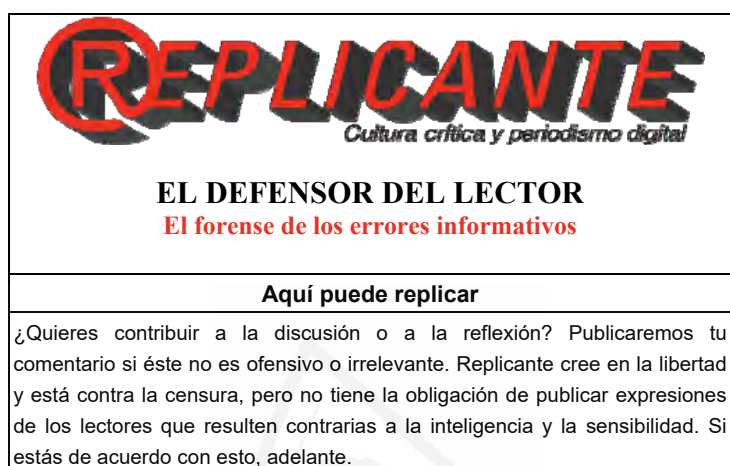 REPLICANTE
Cultura crítica y periodismo digital
EL DEFENSOR DEL LECTOR
El forense de los errores informativos
Aquí puede replicar
¿Quieres contribuir a la discusión o a la reflexión? Publicaremos tu
comentario si éste no es ofensivo o irrelevante. Replicante cree en la libertad
y está contra la censura, pero no tiene la obligación de publicar expresiones
de los lectores que resulten contrarias a la inteligencia y la sensibilidad. Si
estás de acuerdo con esto, adelante.